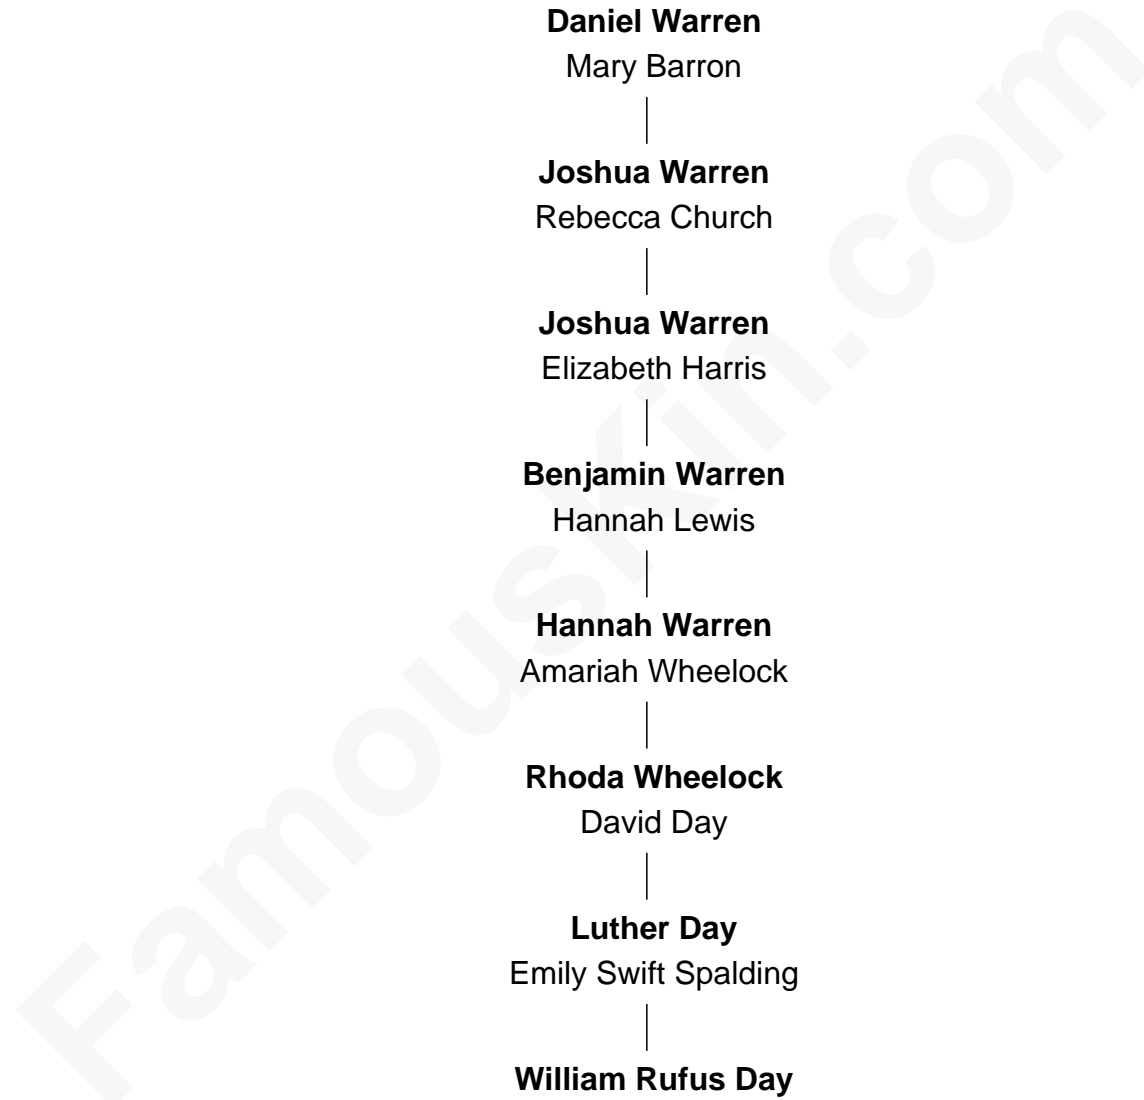 Daniel Warren
Mary Barron
Joshua Warren
Rebecca Church
Joshua Warren
Elizabeth Harris
Benjamin Warren
Hannah Lewis
Hannah Warren
Amariah Wheelock
Rhoda Wheelock
David Day
Luther Day
Emily Swift Spalding
William Rufus Day
FamousKin.com